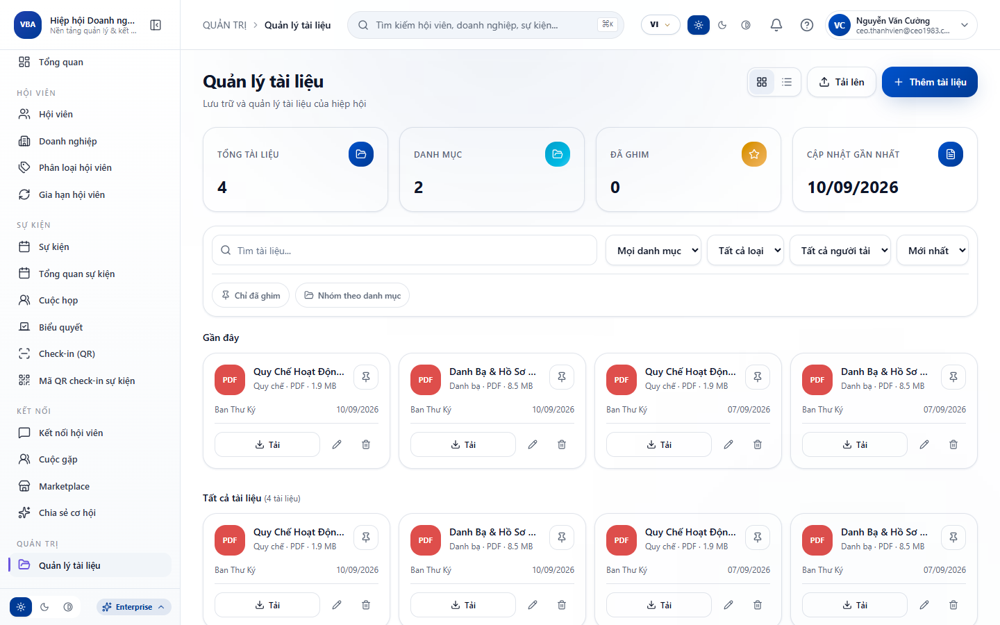 VBA
Hiệp hội Doanh ng...
Nền tảng quản lý & kết ...
Tổng quan
HỘI VIÊN
Hội viên
Doanh nghiệp
Phân loại hội viên
Gia hạn hội viên
SỰ KIỆN
Sự kiện
Tổng quan sự kiện
Cuộc họp
Biểu quyết
Check-in (QR)
Mã QR check-in sự kiện
KẾT NỐI
Kết nối hội viên
Cuộc gặp
Marketplace
Chia sẻ cơ hội
QUẢN TRỊ
Quản lý tài liệu
Enterprise
QUẢN TRỊ > Quản lý tài liệu
Tìm kiếm hội viên, doanh nghiệp, sự kiện...
⌘K
VI
VC
Nguyễn Văn Cường
ceo.thanhvien@ceo1983.c...
Quản lý tài liệu
Lưu trữ và quản lý tài liệu của hiệp hội
Tải lên
Thêm tài liệu
TỔNG TÀI LIỆU
4
DANH MỤC
2
ĐÃ GHIM
0
CẬP NHẬT GẦN NHẤT
10/09/2026
Tìm tài liệu...
Mọi danh mục
Tất cả loại
Tất cả người tải
Mới nhất
Chỉ đã ghim
Nhóm theo danh mục
Gần đây
PDF
Quy Chế Hoạt Độn...
Quy chế · PDF · 1.9 MB
Ban Thư Ký 10/09/2026
Tải
PDF
Danh Bạ & Hồ Sơ ...
Danh bạ · PDF · 8.5 MB
Ban Thư Ký 10/09/2026
Tải
PDF
Quy Chế Hoạt Độn...
Quy chế · PDF · 1.9 MB
Ban Thư Ký 07/09/2026
Tải
PDF
Danh Bạ & Hồ Sơ ...
Danh bạ · PDF · 8.5 MB
Ban Thư Ký 07/09/2026
Tải
Tất cả tài liệu (4 tài liệu)
PDF
Quy Chế Hoạt Độn...
Quy chế · PDF · 1.9 MB
Ban Thư Ký 10/09/2026
Tải
PDF
Danh Bạ & Hồ Sơ ...
Danh bạ · PDF · 8.5 MB
Ban Thư Ký 10/09/2026
Tải
PDF
Quy Chế Hoạt Độn...
Quy chế · PDF · 1.9 MB
Ban Thư Ký 07/09/2026
Tải
PDF
Danh Bạ & Hồ Sơ ...
Danh bạ · PDF · 8.5 MB
Ban Thư Ký 07/09/2026
Tải